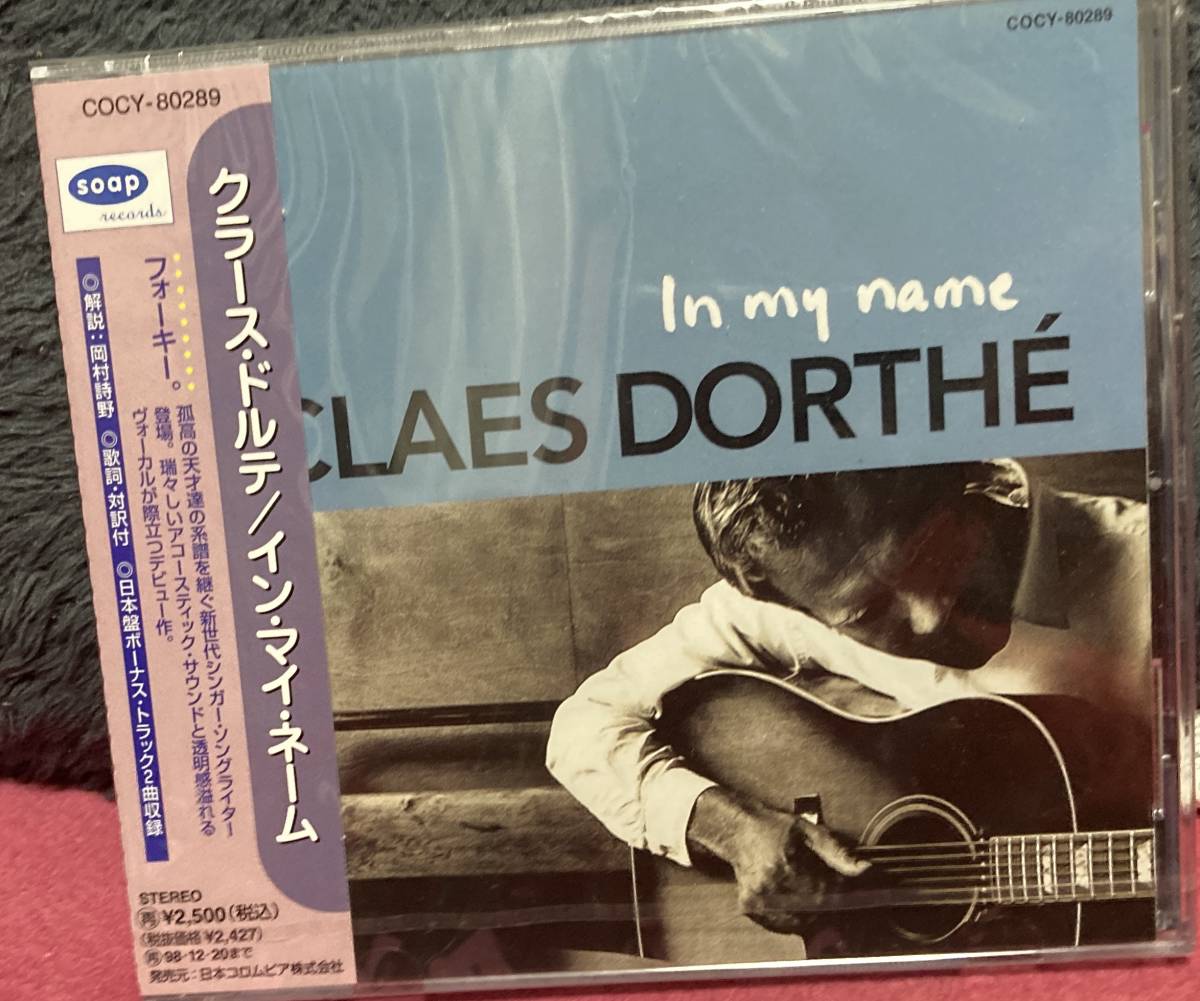 COCY-80289
COCY-80289
soap
records
クラース・ドルテ/イン・マイ・ネーム
フォーキー。
孤高の天才達の系譜を継ぐ新世代シンガー・ソングライター
登場。瑞々しいアコースティック・サウンドと透明感溢れる
ヴォーカルが際立つデビュー作。
◎解説:岡村詩野 ◎歌詞・対訳付 ◎日本盤ボーナス・トラック2曲収録
STEREO
再 ¥2,500(税込)
(税抜価格¥2,427)
再 98・12・20まで
発売元:日本コロムビア株式会社
In my name
CLAES DORTHÉ